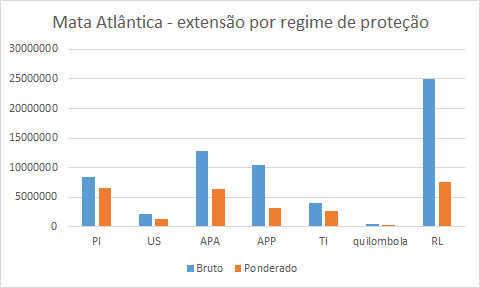 Mata Atlântica - extensão por regime de proteção
30000000
25000000
20000000
15000000
10000000
5000000
0
PI US APA APP TI quilombola RL
Bruto Ponderado